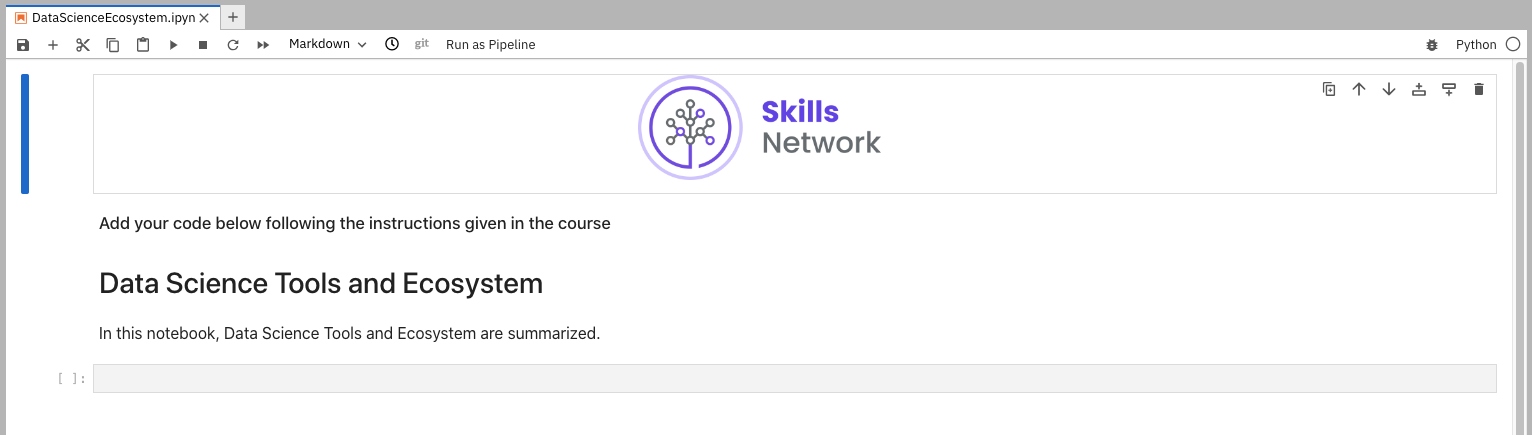 DataScienceEcosystem.ipyn
Markdown git Run as Pipeline Python
Skills
Network
Add your code below following the instructions given in the course
Data Science Tools and Ecosystem
In this notebook, Data Science Tools and Ecosystem are summarized.
[ ]: